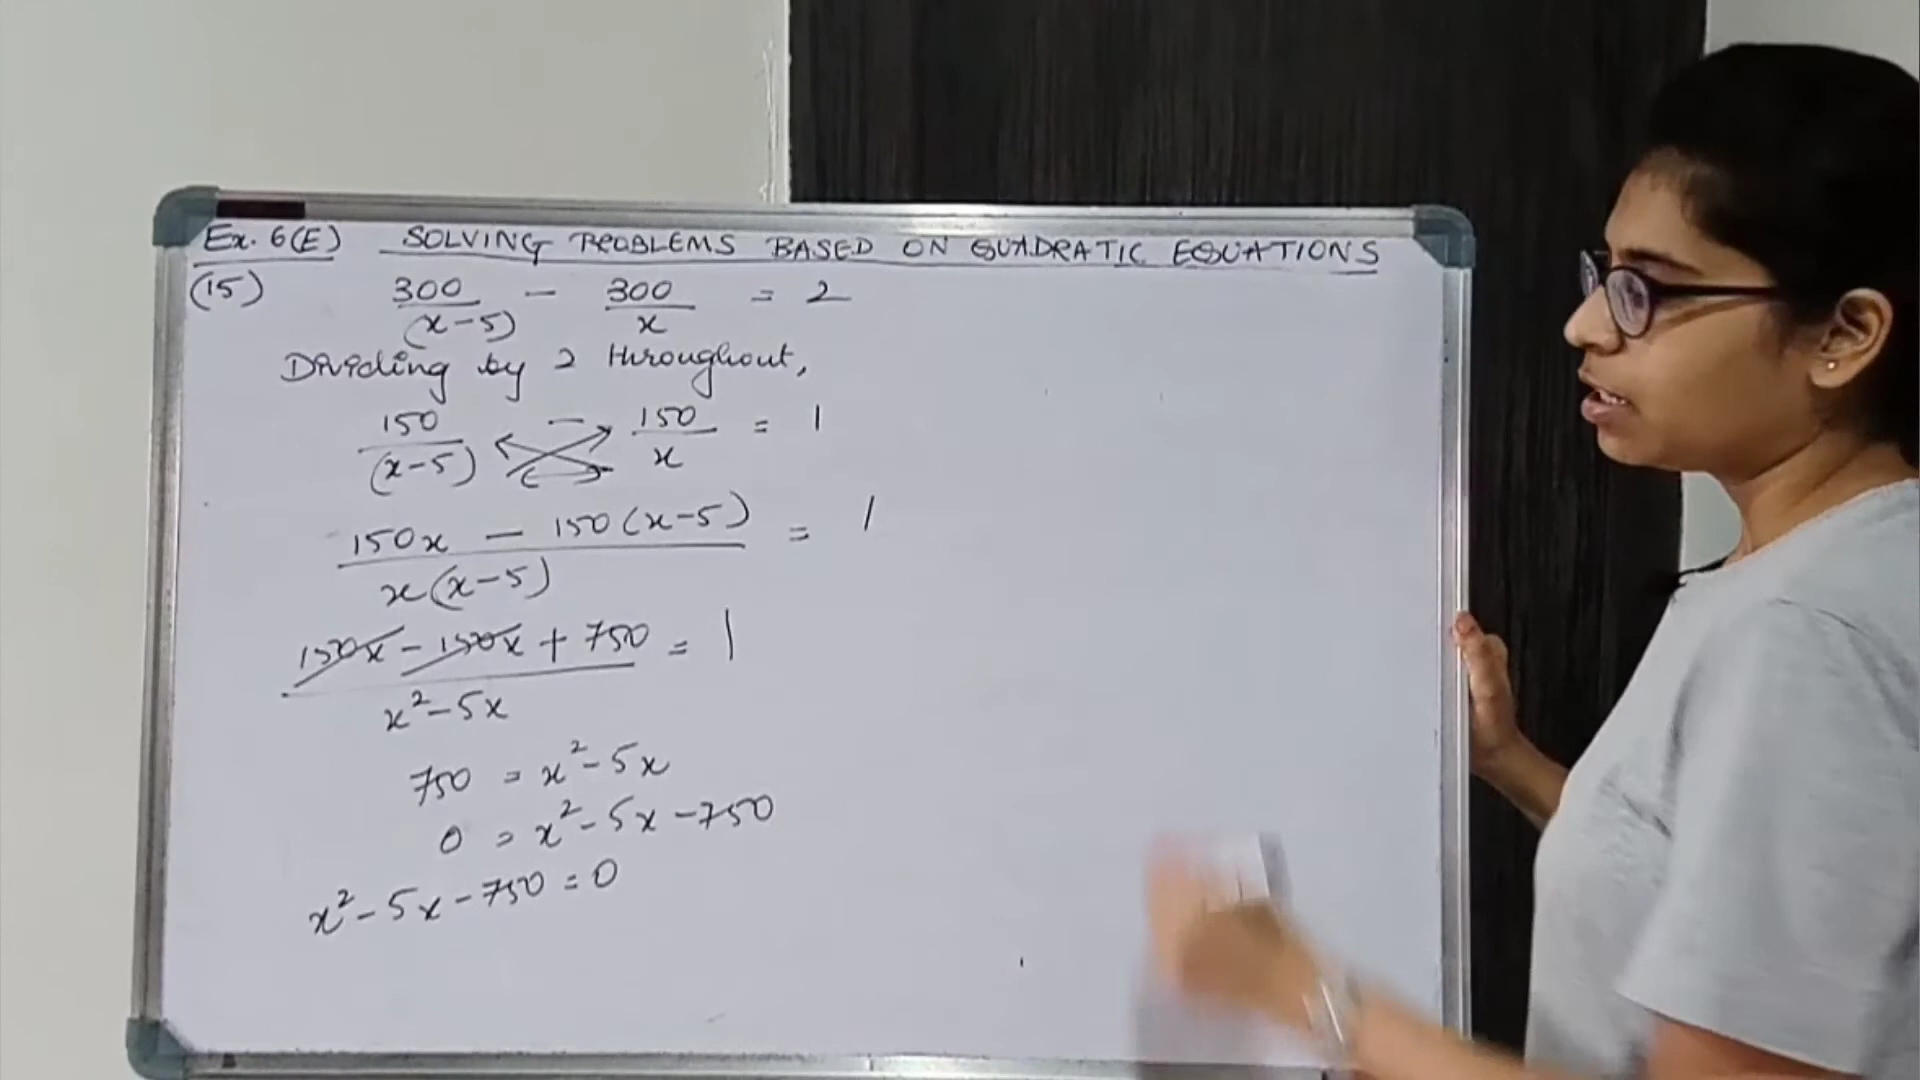 Ex. 6(E) SOLVING PROBLEMS BASED ON QUADRATIC EQUATIONS
(15) 300/(x-5) - 300/x = 2
Dividing by 2 throughout,
150/(x-5) - 150/x = 1
150x - 150(x-5) / x(x-5) = 1
150x - 150x + 750 / x²-5x = 1
750 = x²-5x
0 = x²-5x-750
x²-5x-750=0